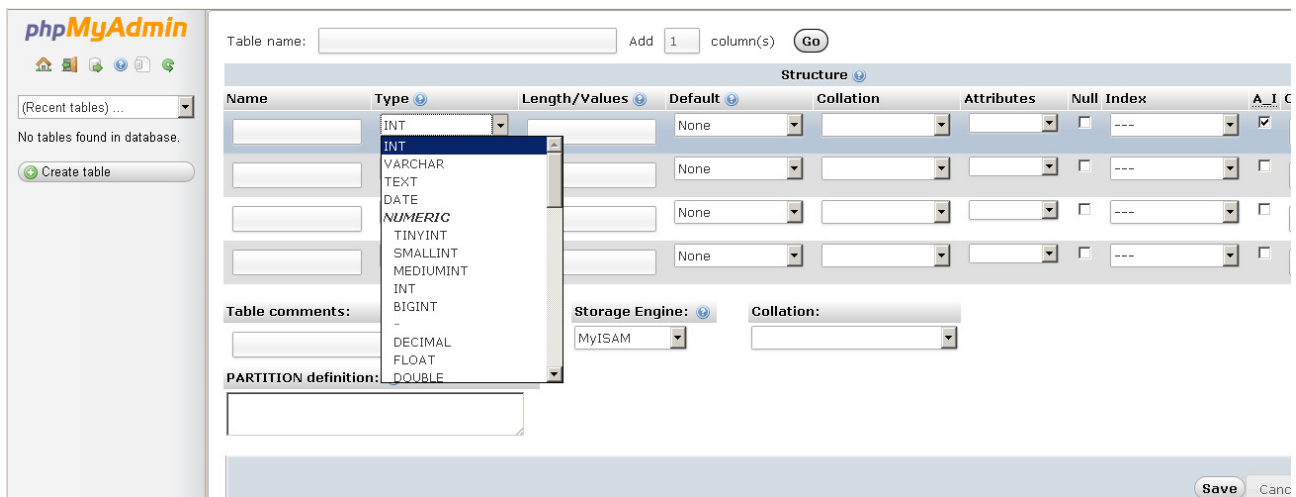 phpMyAdmin
(Recent tables) ...
No tables found in database.
Create table
Table name: Add 1 column(s) Go
Structure
Name Type Length/Values Default Collation Attributes Null Index A_I
INT None ---
INT
VARCHAR
TEXT
DATE
NUMERIC
TINYINT
SMALLINT
MEDIUMINT
INT
BIGINT
-
DECIMAL
FLOAT
DOUBLE
None ---
None ---
None ---
Table comments: Storage Engine: Collation:
MyISAM
PARTITION definition:
Save Canc